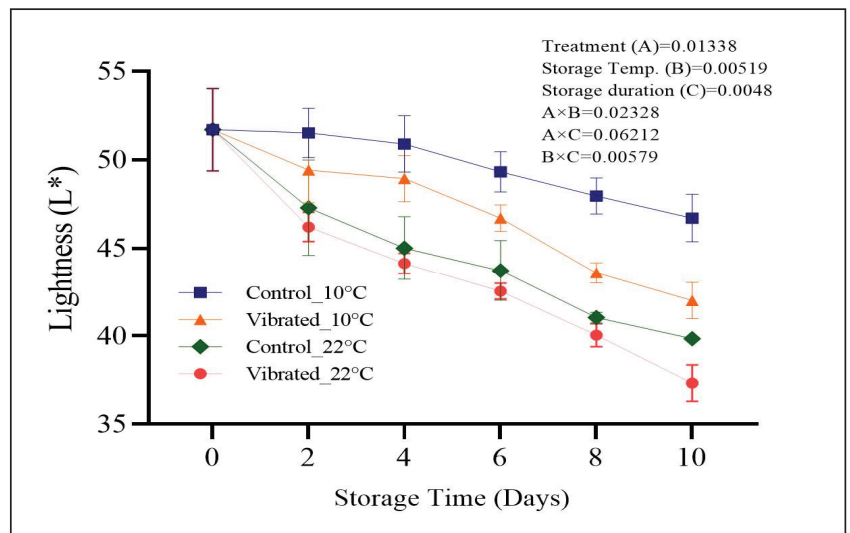 Treatment (A)=0.01338
Storage Temp. (B)=0.00519
Storage duration (C)=0.0048
A×B=0.02328
A×C=0.06212
B×C=0.00579
55
50
45
40
35
Lightness (L*)
Control_10°C
Vibrated_10°C
Control_22°C
Vibrated_22°C
0 2 4 6 8 10
Storage Time (Days)